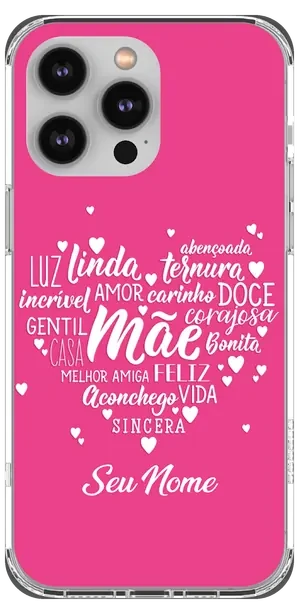 abençoada
LUZ linda ternura
incrível AMOR carinho DOCE
GENTIL Mãe corajosa
CASA Bonita
MELHOR AMIGA FELIZ
Aconchego VIDA
SINCERA
Seu Nome